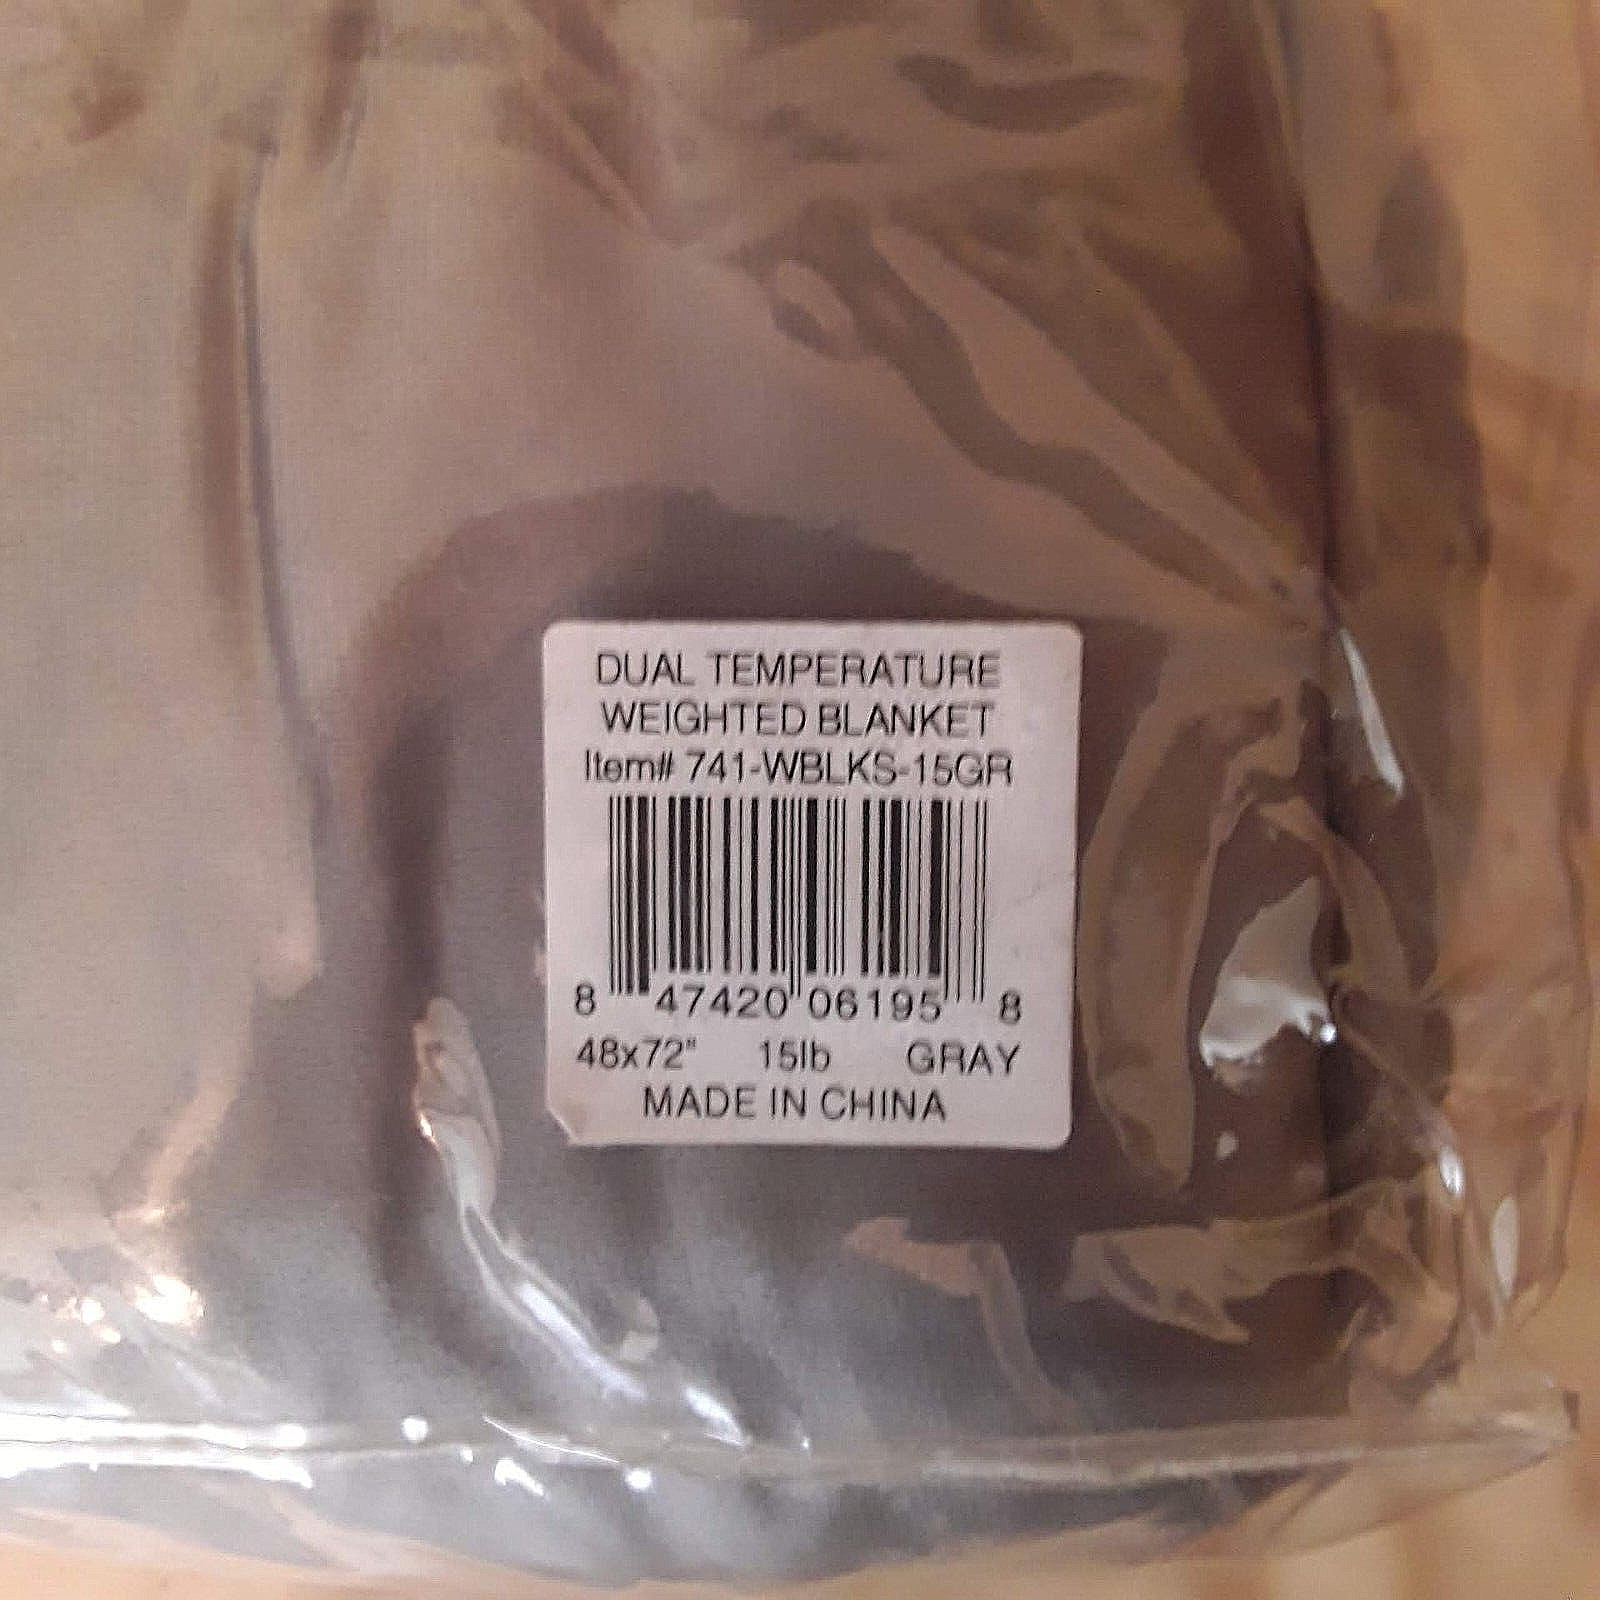 DUAL TEMPERATURE
WEIGHTED BLANKET
Item# 741-WBLKS-15GR
8 47420 06195 8
48x72" 15lb GRAY
MADE IN CHINA